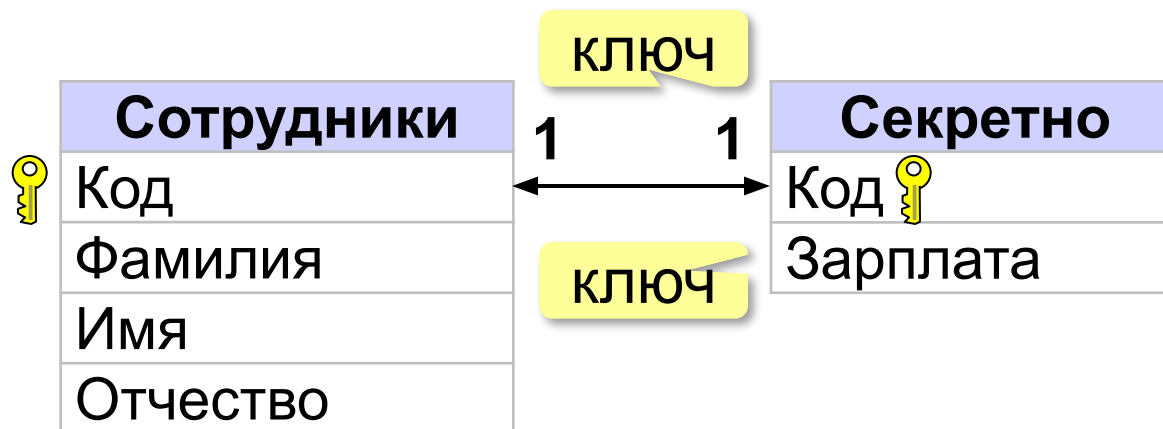 ключ
Сотрудники
1
1
Секретно
Код
Код
Фамилия
ключ
Зарплата
Имя
Отчество